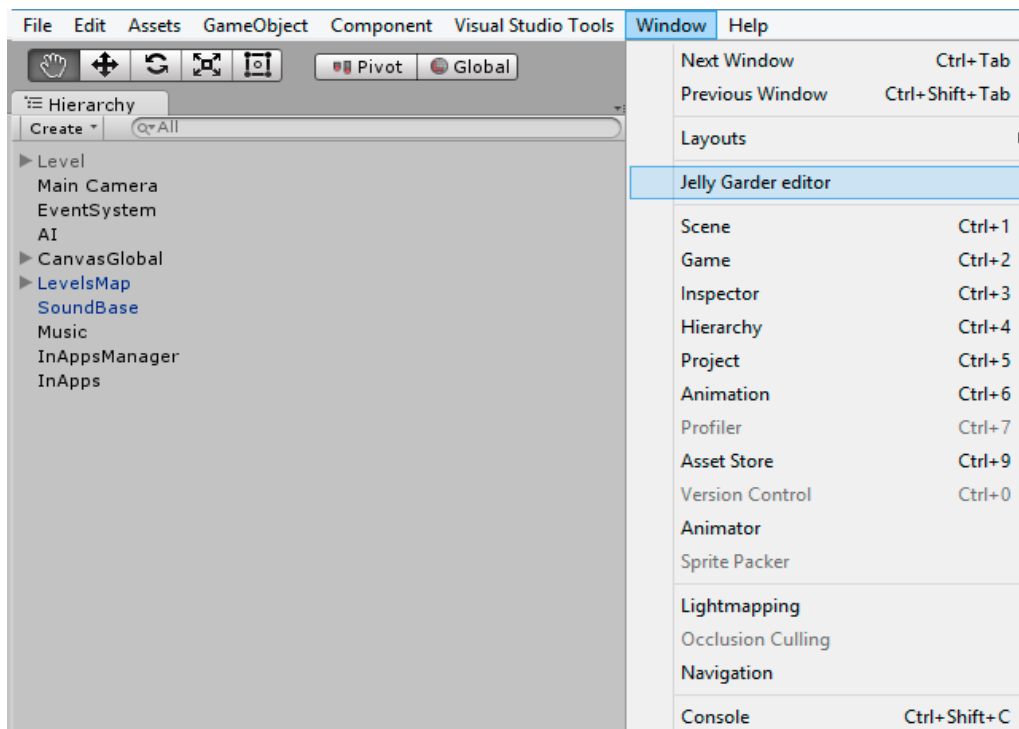 File Edit Assets GameObject Component Visual Studio Tools Window Help
Pivot Global
Hierarchy
Create All
Level
Main Camera
EventSystem
AI
CanvasGlobal
LevelsMap
SoundBase
Music
InAppsManager
InApps
Next Window Ctrl+Tab
Previous Window Ctrl+Shift+Tab
Layouts
Jelly Garder editor
Scene Ctrl+1
Game Ctrl+2
Inspector Ctrl+3
Hierarchy Ctrl+4
Project Ctrl+5
Animation Ctrl+6
Profiler Ctrl+7
Asset Store Ctrl+9
Version Control Ctrl+0
Animator
Sprite Packer
Lightmapping
Occlusion Culling
Navigation
Console Ctrl+Shift+C